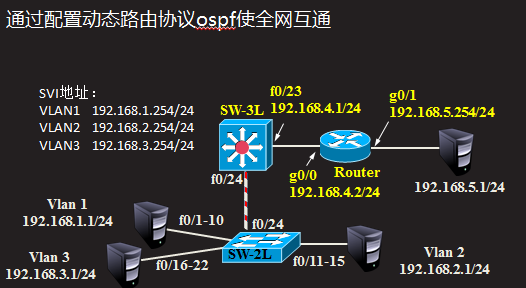 通过配置动态路由协议ospf使全网互通
SVI地址：
VLAN1 192.168.1.254/24
VLAN2 192.168.2.254/24
VLAN3 192.168.3.254/24
f0/23
192.168.4.1/24
SW-3L
g0/1
192.168.5.254/24
Router
g0/0
192.168.4.2/24
192.168.5.1/24
f0/24
Vlan 1
192.168.1.1/24
f0/1-10
f0/24
Vlan 3
192.168.3.1/24
f0/16-22
SW-2L
f0/11-15
Vlan 2
192.168.2.1/24